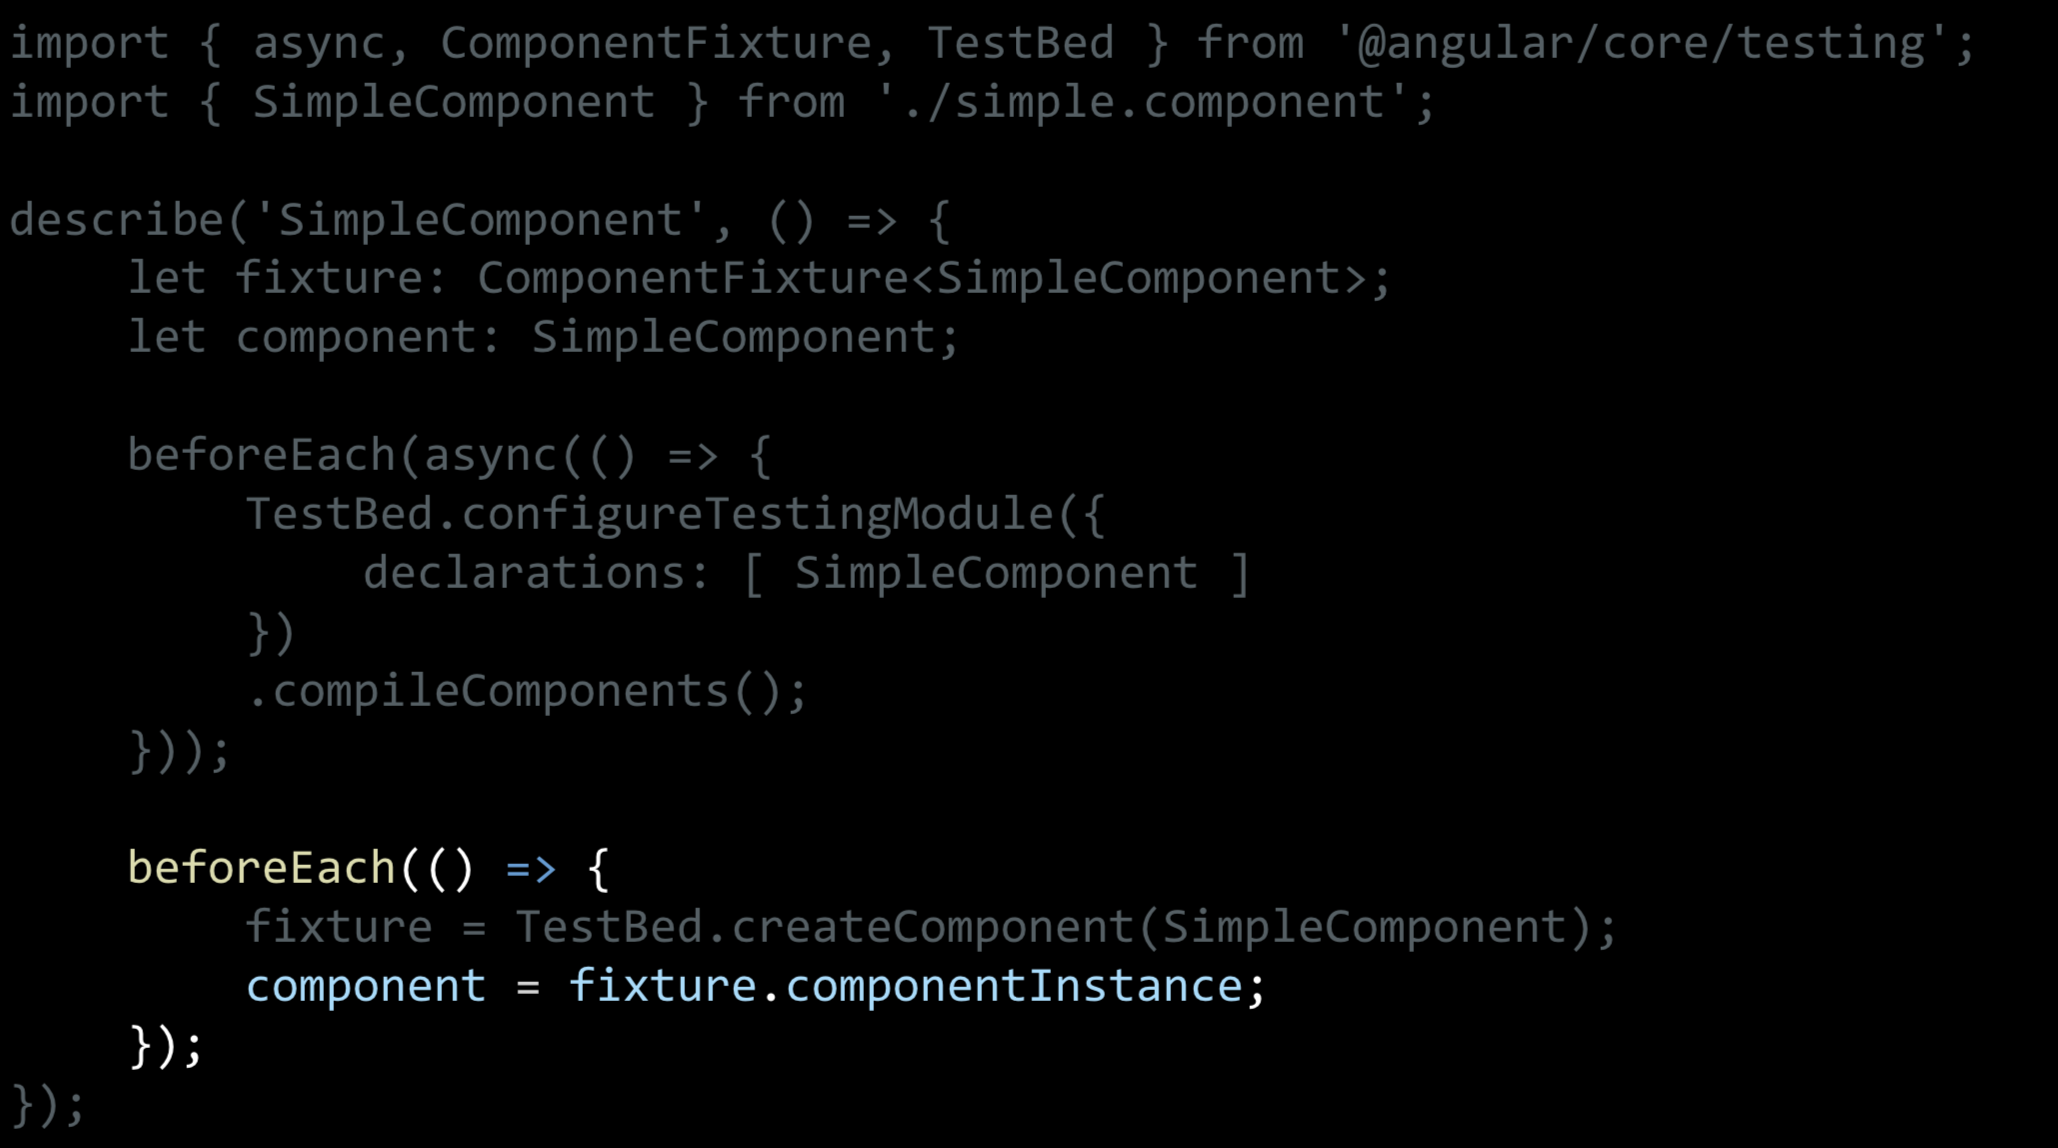 import { async, ComponentFixture, TestBed } from '@angular/core/testing';
import { SimpleComponent } from './simple.component';

describe('SimpleComponent', () => {
    let fixture: ComponentFixture<SimpleComponent>;
    let component: SimpleComponent;

    beforeEach(async(() => {
        TestBed.configureTestingModule({
            declarations: [ SimpleComponent ]
        })
        .compileComponents();
    }));

    beforeEach(() => {
        fixture = TestBed.createComponent(SimpleComponent);
        component = fixture.componentInstance;
    });
});